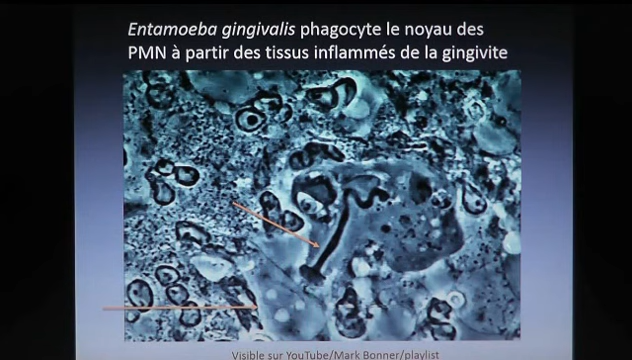 Entamoeba gingivalis phagocyte le noyau des
PMN à partir des tissus inflammés de la gingivite
Visible sur YouTube/Mark Bonner/playlist